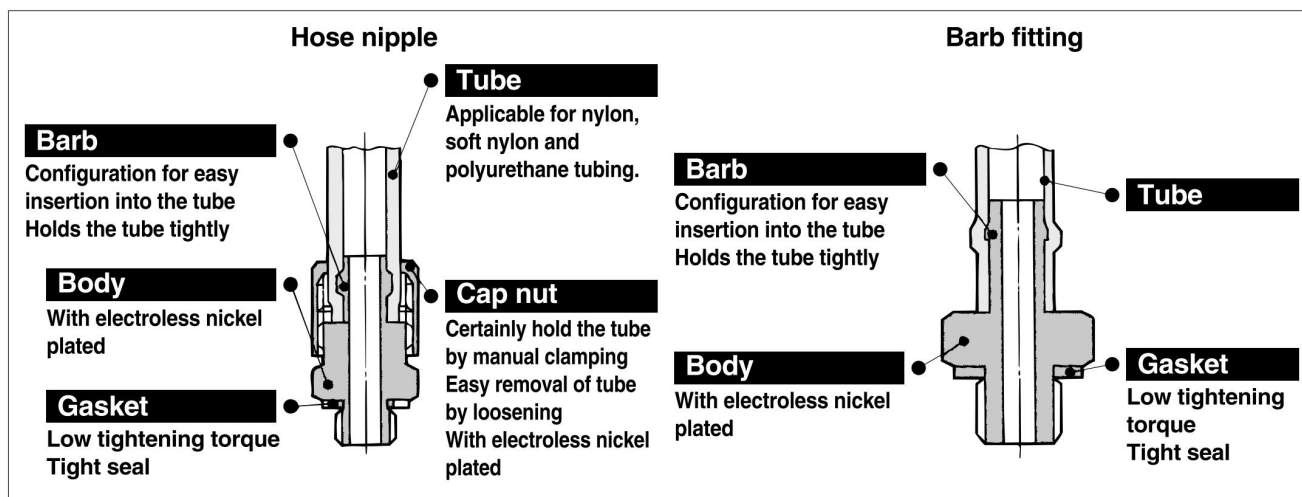 Hose nipple
Tube
Applicable for nylon,
soft nylon and
polyurethane tubing.
Barb
Configuration for easy
insertion into the tube
Holds the tube tightly
Body
With electroless nickel
plated
Cap nut
Certainly hold the tube
by manual clamping
Easy removal of tube
by loosening
With electroless nickel
plated
Gasket
Low tightening torque
Tight seal
Barb fitting
Barb
Configuration for easy
insertion into the tube
Holds the tube tightly
Tube
Body
With electroless nickel
plated
Gasket
Low tightening
torque
Tight seal